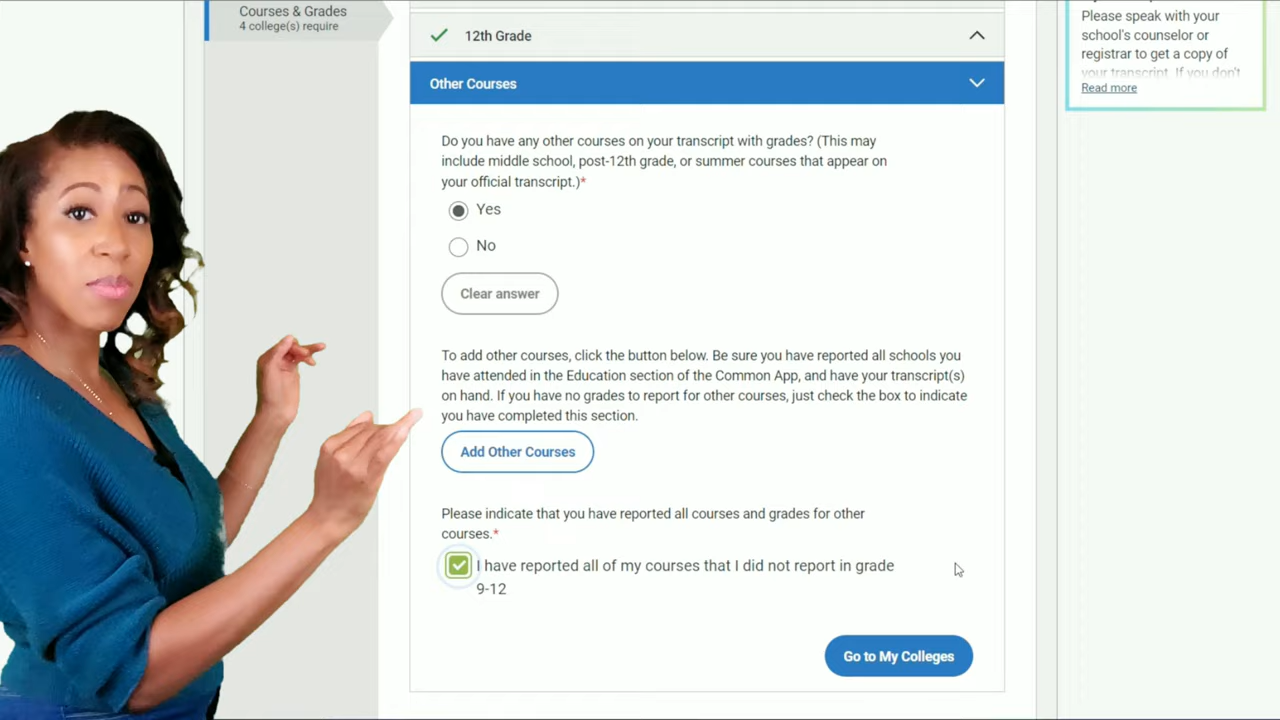 Courses & Grades
4 college(s) require
12th Grade
Other Courses
Do you have any other courses on your transcript with grades? (This may
include middle school, post-12th grade, or summer courses that appear on
your official transcript.)*
Yes
No
Clear answer
To add other courses, click the button below. Be sure you have reported all schools you
have attended in the Education section of the Common App, and have your transcript(s)
on hand. If you have no grades to report for other courses, just check the box to indicate
you have completed this section.
Add Other Courses
Please indicate that you have reported all courses and grades for other
courses.*
I have reported all of my courses that I did not report in grade
9-12
Go to My Colleges
Please speak with your
school's counselor or
registrar to get a copy of
your transcript. If you don't
Read more